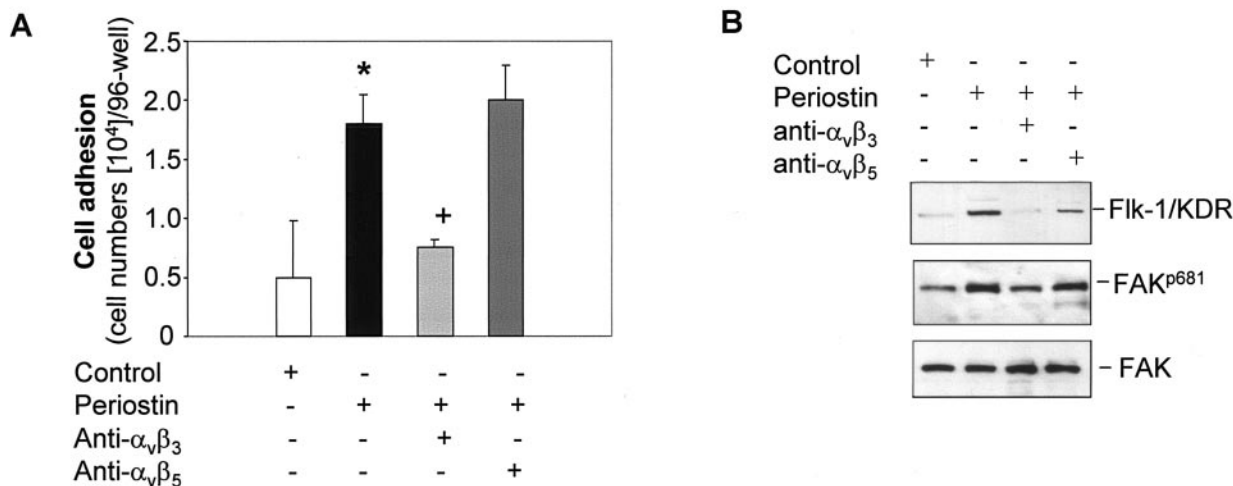 A
Cell adhesion
(cell numbers [10⁴]/96-well)
2.5
2.0
1.5
1.0
0.5
0
*
+
Control + - - -
Periostin - + + +
Anti-αᵥβ₃ - - + -
Anti-αᵥβ₅ - - - +
B
Control + - - -
Periostin - + + +
anti-αᵥβ₃ - - + -
anti-αᵥβ₅ - - - +
Flk-1/KDR
FAKᵖ⁶⁸¹
FAK